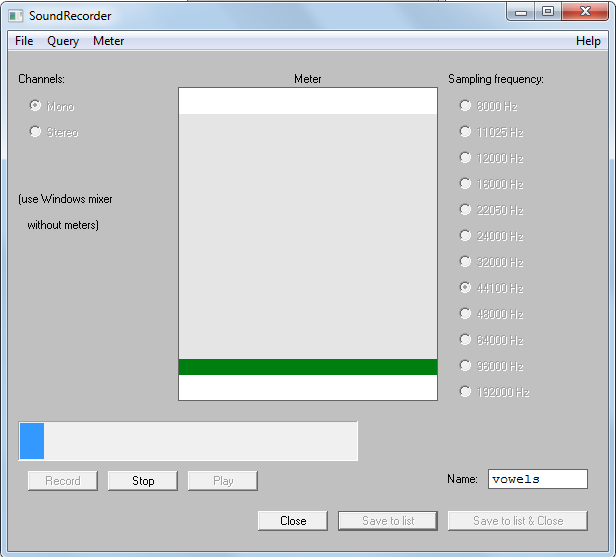 SoundRecorder
File Query Meter Help
Channels:
Mono
Stereo
(use Windows mixer
without meters)
Meter
Sampling frequency:
8000 Hz
11025 Hz
12000 Hz
16000 Hz
22050 Hz
24000 Hz
32000 Hz
44100 Hz
48000 Hz
64000 Hz
96000 Hz
192000 Hz
Record Stop Play
Name: vowels
Close Save to list Save to list & Close